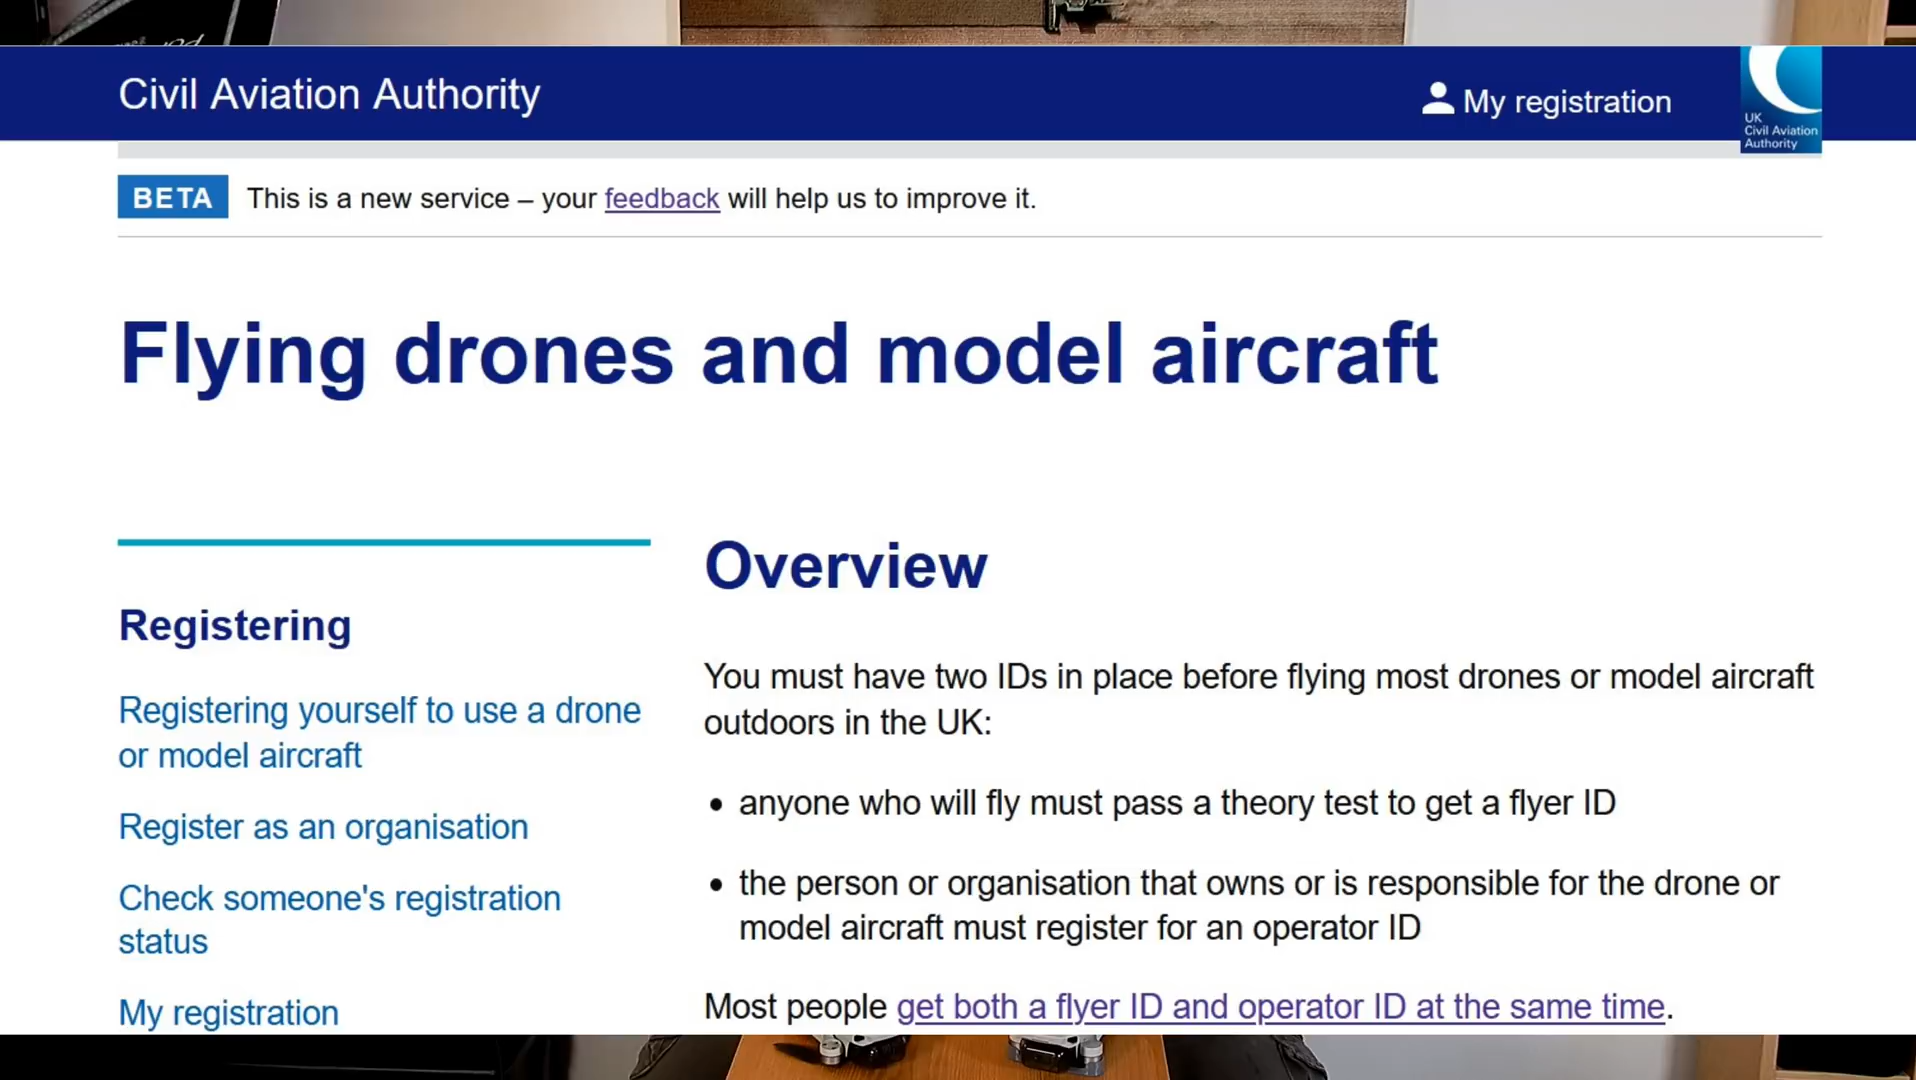 Civil Aviation Authority
My registration
UK
Civil Aviation
Authority
BETA This is a new service – your feedback will help us to improve it.
Flying drones and model aircraft
Registering
Registering yourself to use a drone
or model aircraft
Register as an organisation
Check someone's registration
status
My registration
Overview
You must have two IDs in place before flying most drones or model aircraft
outdoors in the UK:
• anyone who will fly must pass a theory test to get a flyer ID
• the person or organisation that owns or is responsible for the drone or
model aircraft must register for an operator ID
Most people get both a flyer ID and operator ID at the same time.